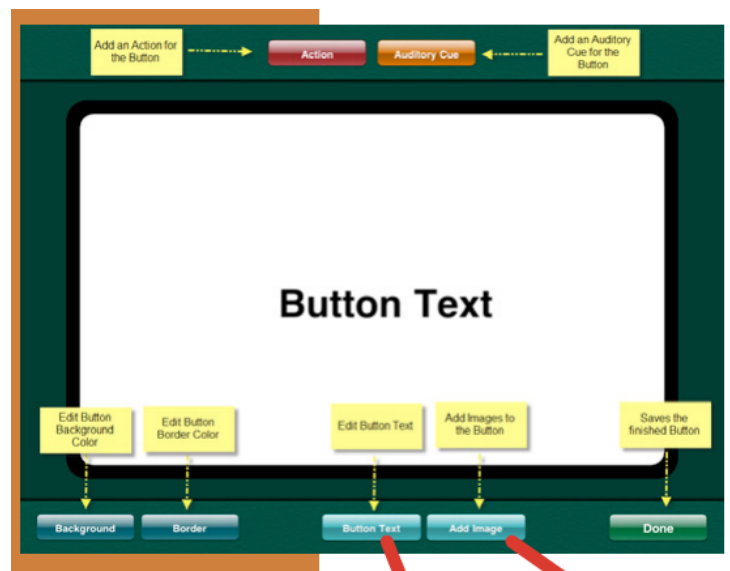 Add an Action for
the Button
Action
Auditory Cue
Add an Auditory
Cue for the
Button
Button Text
Edit Button
Background
Color
Edit Button
Border Color
Edit Button Text
Add Images to
the Button
Saves the
finished Button
Background
Border
Button Text
Add Image
Done